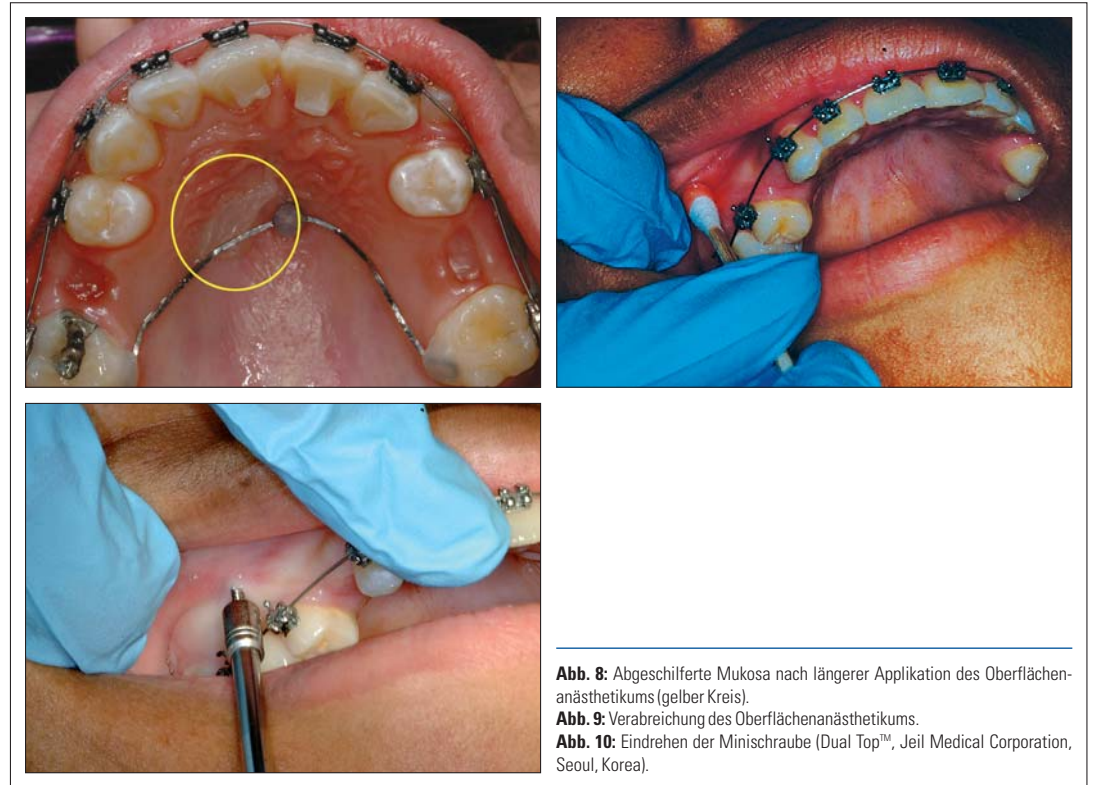 Abb. 8: Abgeschilferte Mukosa nach längerer Applikation des Oberflächen-
anästhetikums (gelber Kreis).
Abb. 9: Verabreichung des Oberflächenanästhetikums.
Abb. 10: Eindrehen der Minischraube (Dual Top™, Jeil Medical Corporation,
Seoul, Korea).